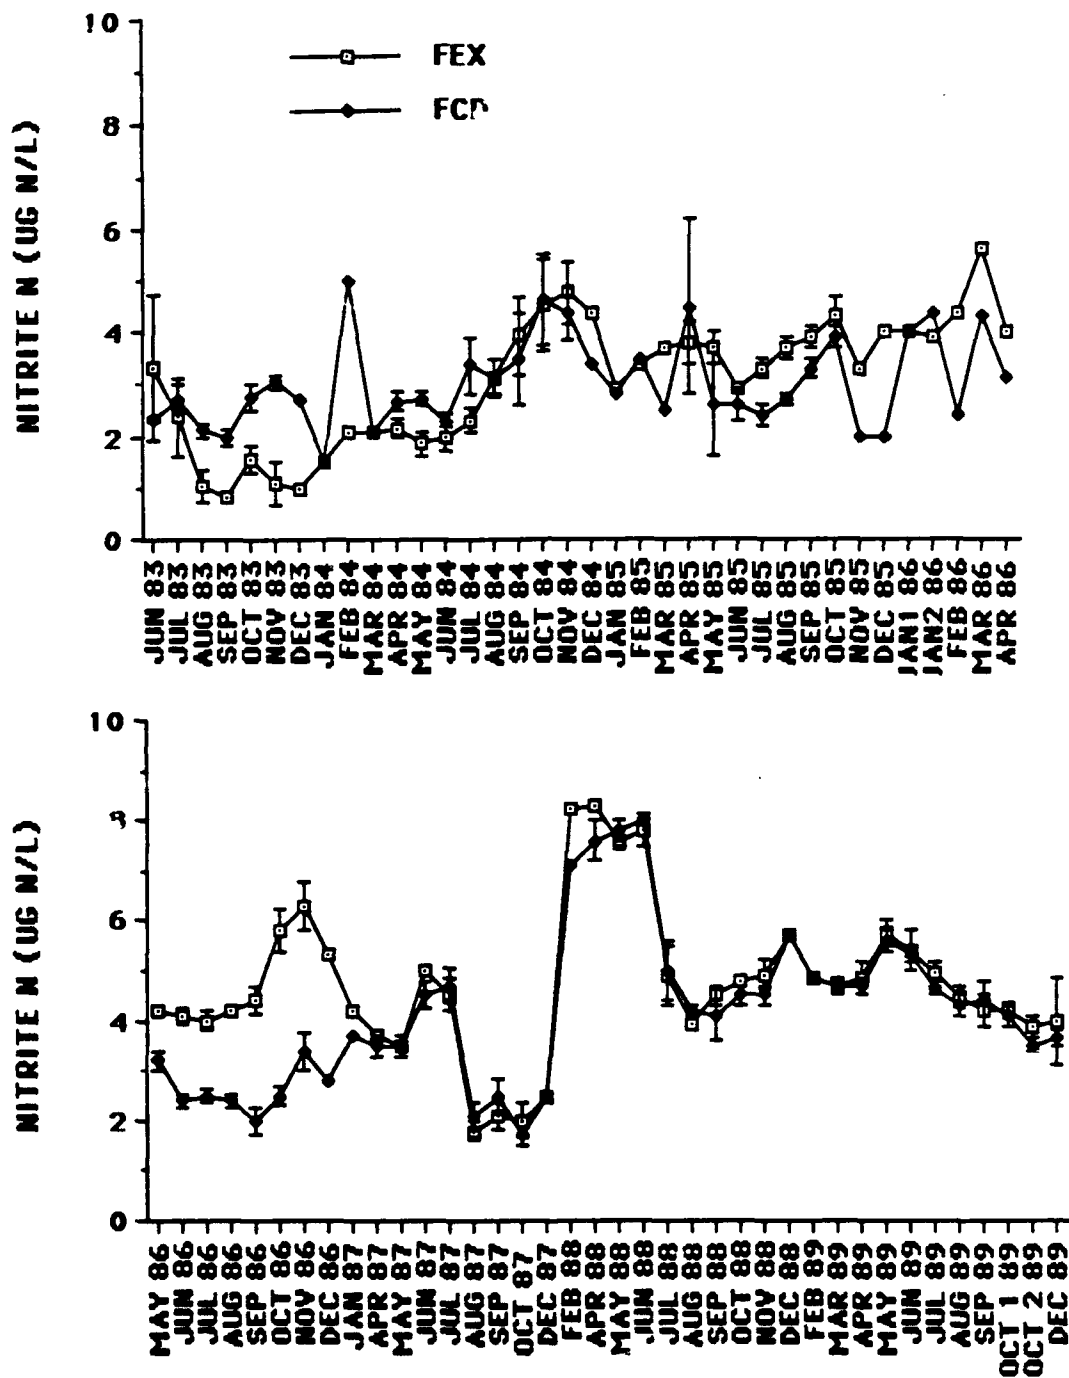 10
FEX
FCD
8
6
4
2
0
NITRITE N (UG N/L)
JUN 83
JUL 83
AUG 83
SEP 83
OCT 83
NOV 83
DEC 83
JAN 84
FEB 84
MAR 84
APR 84
MAY 84
JUN 84
JUL 84
AUG 84
SEP 84
OCT 84
NOV 84
DEC 84
JAN 85
FEB 85
MAR 85
APR 85
MAY 85
JUN 85
JUL 85
AUG 85
SEP 85
OCT 85
NOV 85
DEC 85
JAN1 86
JAN2 86
FEB 86
MAR 86
APR 86
10
8
6
4
2
0
NITRITE N (UG N/L)
MAY 86
JUN 86
JUL 86
AUG 86
SEP 86
OCT 86
NOV 86
DEC 86
JAN 87
APR 87
MAY 87
JUN 87
JUL 87
AUG 87
SEP 87
OCT 87
DEC 87
FEB 88
APR 88
MAY 88
JUN 88
JUL 88
AUG 88
SEP 88
OCT 88
NOV 88
DEC 88
FEB 89
MAR 89
APR 89
MAY 89
JUN 89
JUL 89
AUG 89
SEP 89
OCT 1 89
OCT 2 89
DEC 89